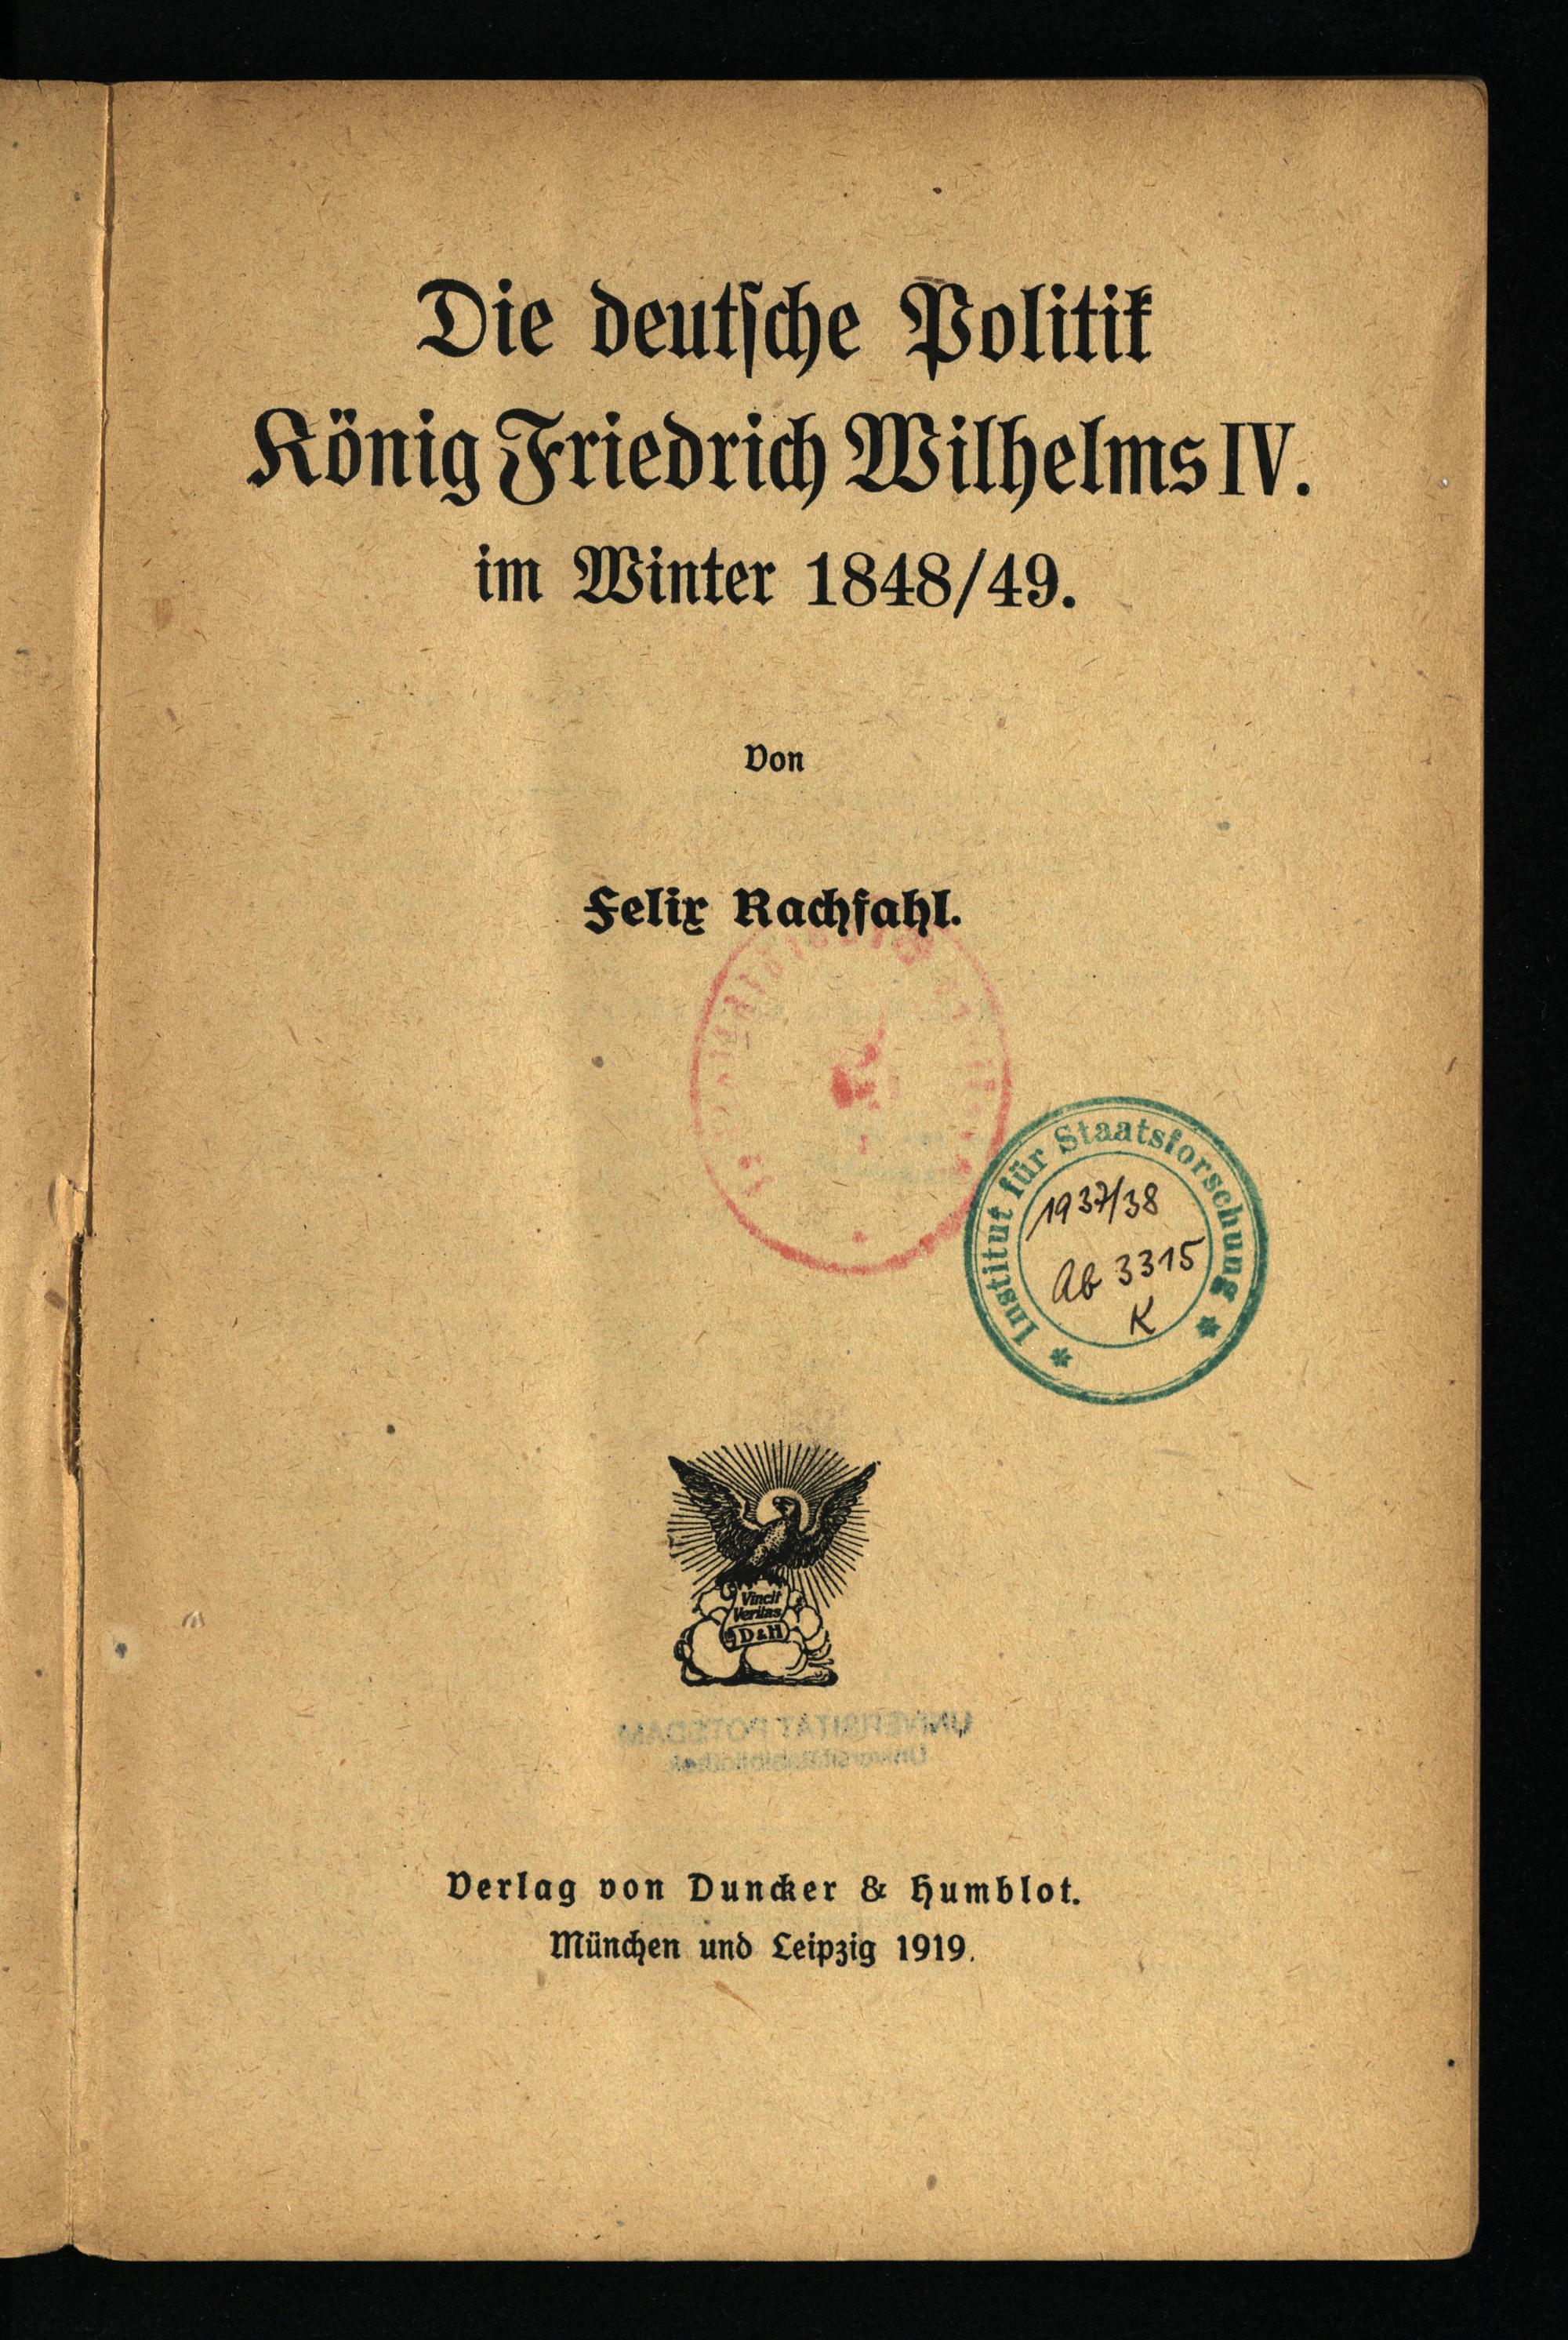 Die deutsche Politik
König Friedrich Wilhelms IV.
im Winter 1848/49.
Von
Felix Rachfahl.
Institut für Staatsforschung
1937/38
Ab 3315
K
Vincit
Veritas
D&H
UNIVERSITÄT POTSDAM
Universitätsbibliothek
Verlag von Duncker & Humblot.
München und Leipzig 1919.